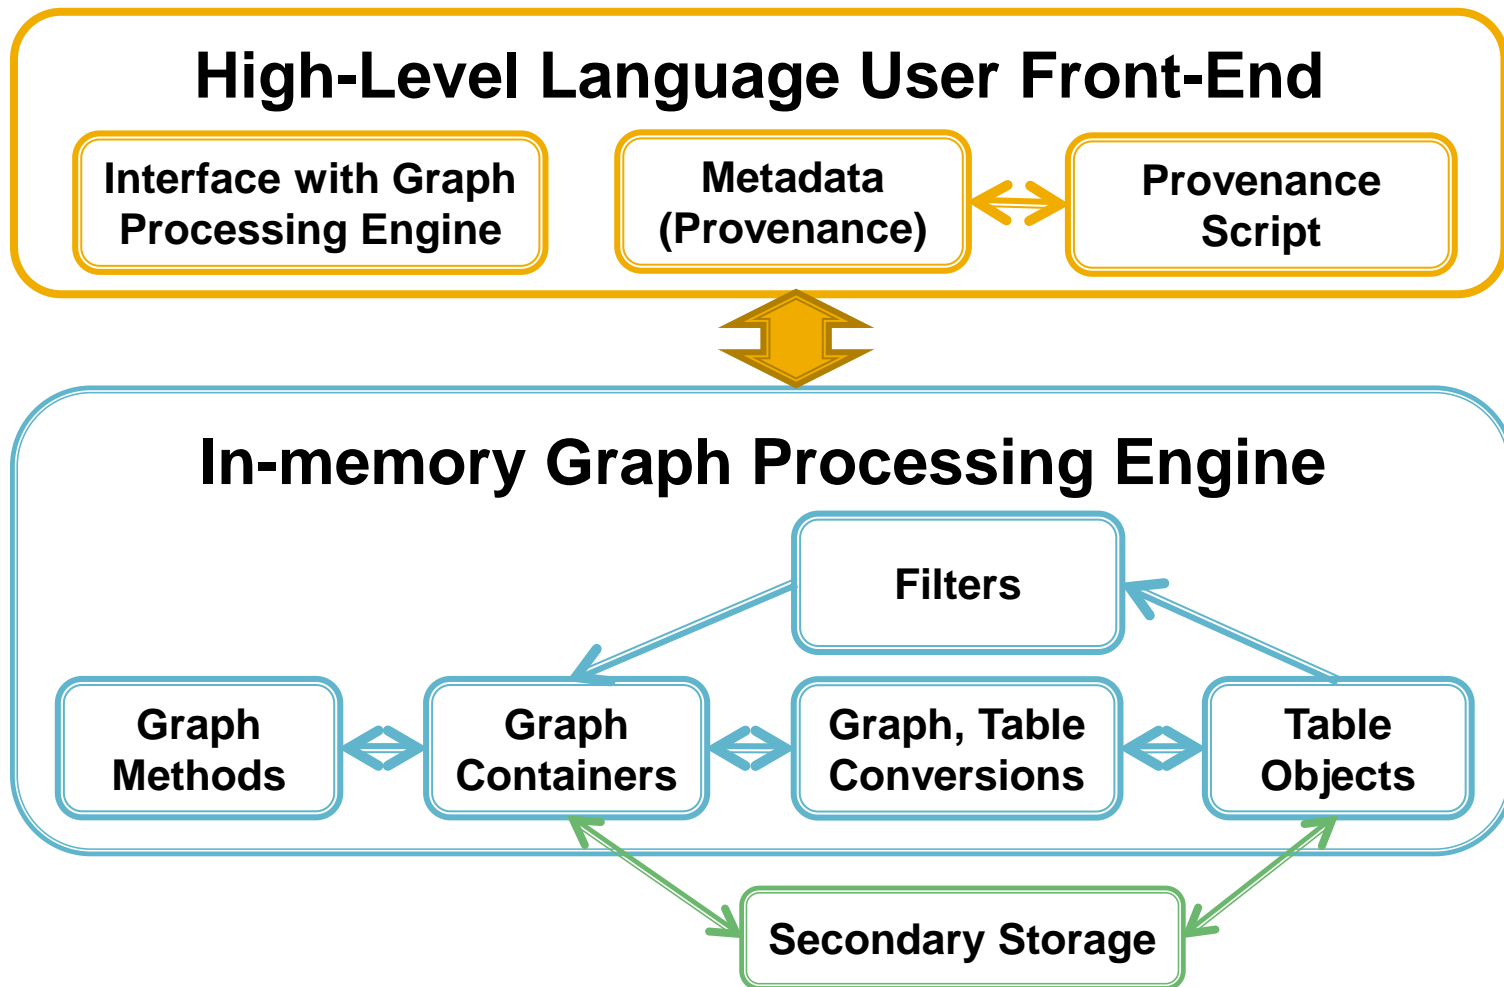 High-Level Language User Front-End
Interface with Graph
Processing Engine
Metadata
(Provenance)
Provenance
Script
In-memory Graph Processing Engine
Filters
Graph
Methods
Graph
Containers
Graph, Table
Conversions
Table
Objects
Secondary Storage